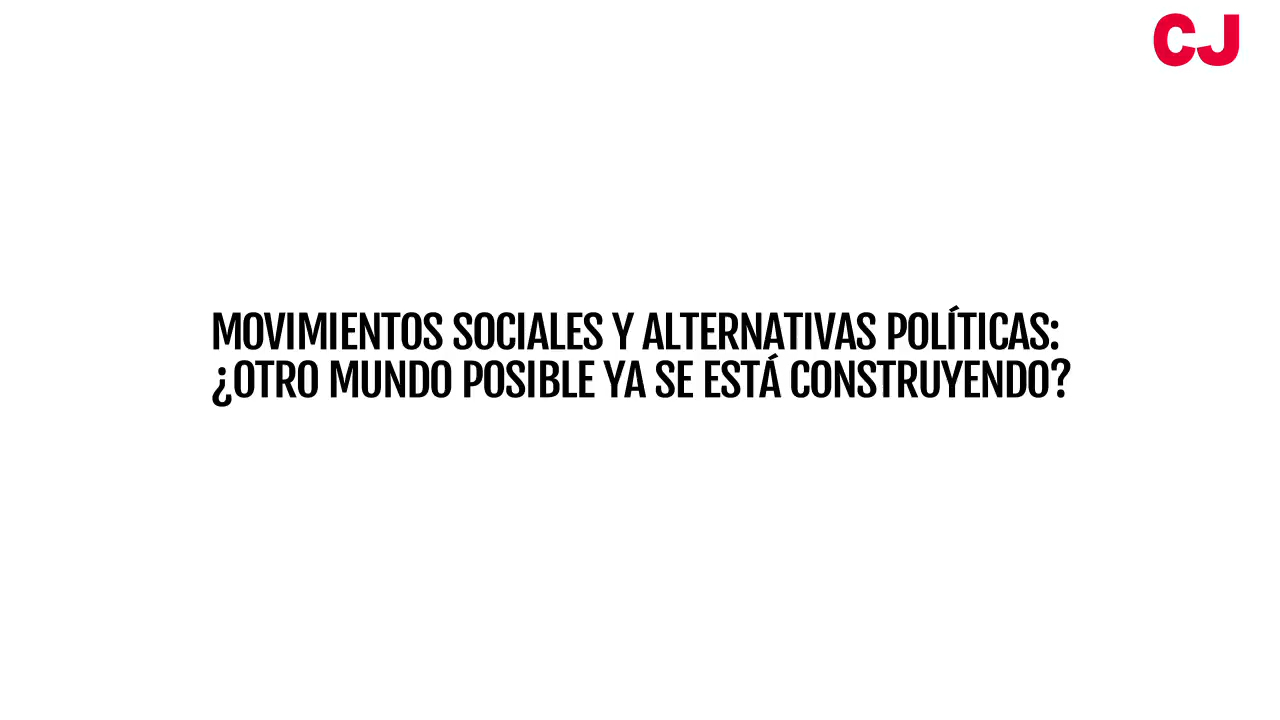 CJ
MOVIMIENTOS SOCIALES Y ALTERNATIVAS POLÍTICAS:
¿OTRO MUNDO POSIBLE YA SE ESTÁ CONSTRUYENDO?